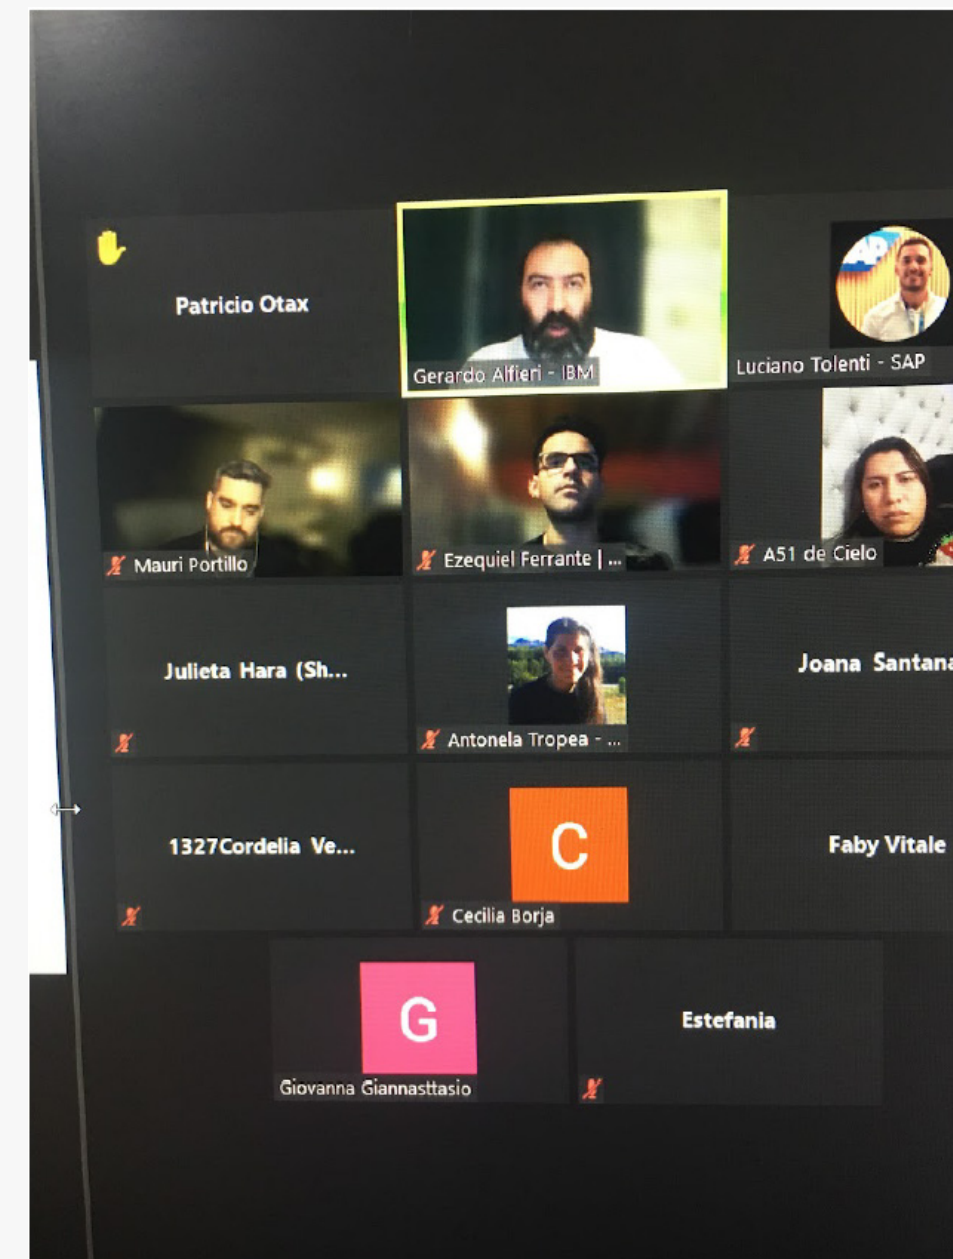 Patricio Otax
Gerardo Alfieri - IBM
AP
Luciano Tolenti - SAP
Mauri Portillo
Ezequiel Ferrante | ...
A51 de Cielo
Julieta Hara (Sh...
Antonela Tropea - ...
Joana Santana
1327Cordelia Ve...
C
Cecilia Borja
Faby Vitale
G
Giovanna Giannasttasio
Estefania